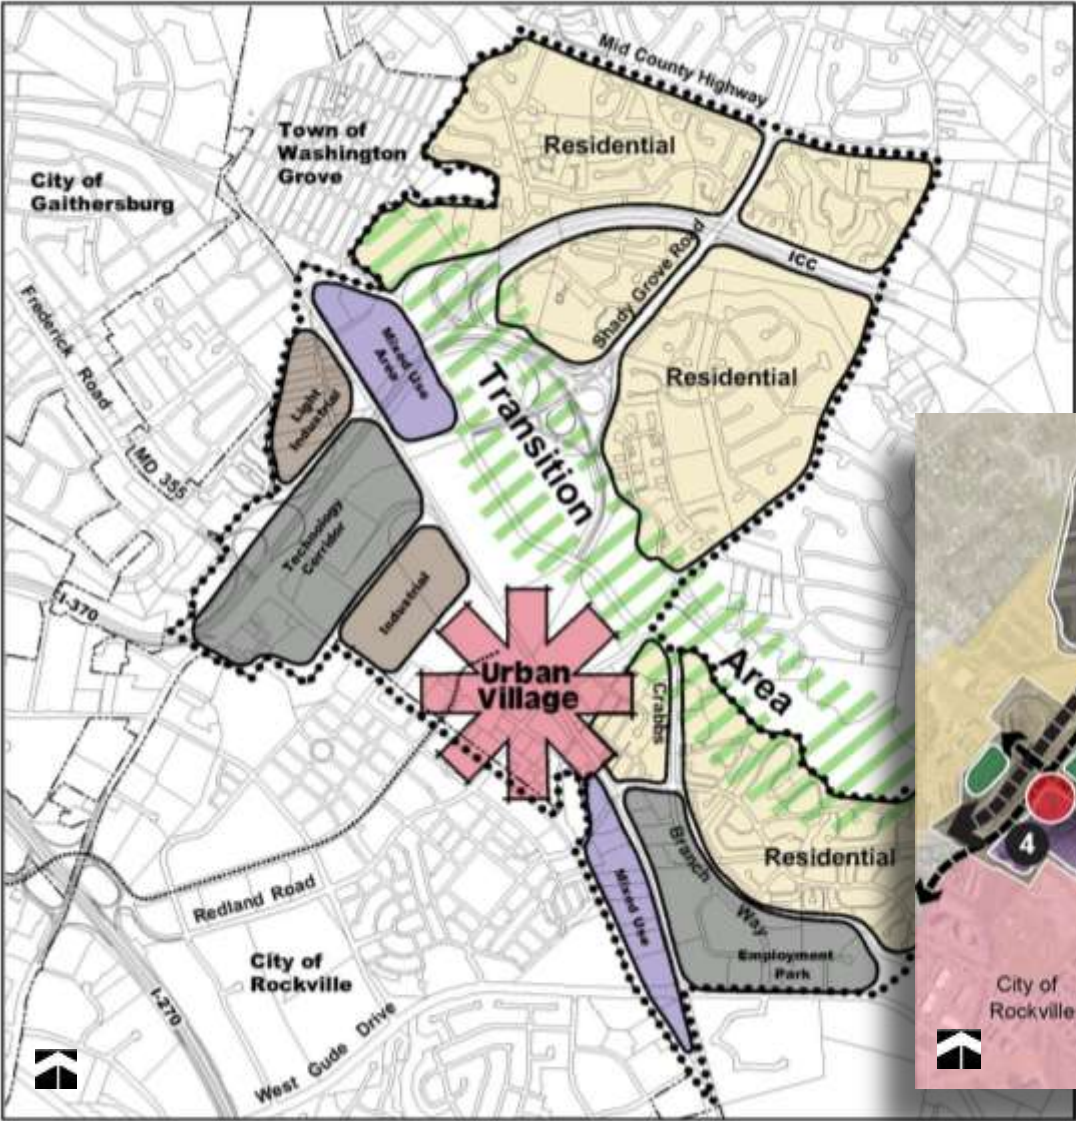 Mid County Highway
Residential
Town of
Washington
Grove
City of
Gaithersburg
Shady Grove Road
ICC
Frederick
Road
MD 355
Mixed Use
Area
Light
Industrial
Transition
Residential
Technology
Corridor
Industrial
I-370
Urban
Village
Area
Crabbs
Branch
Way
Residential
Mixed Use
Employment
Park
Redland Road
City of
Rockville
I-270
West Gude Drive
4
City of
Rockville